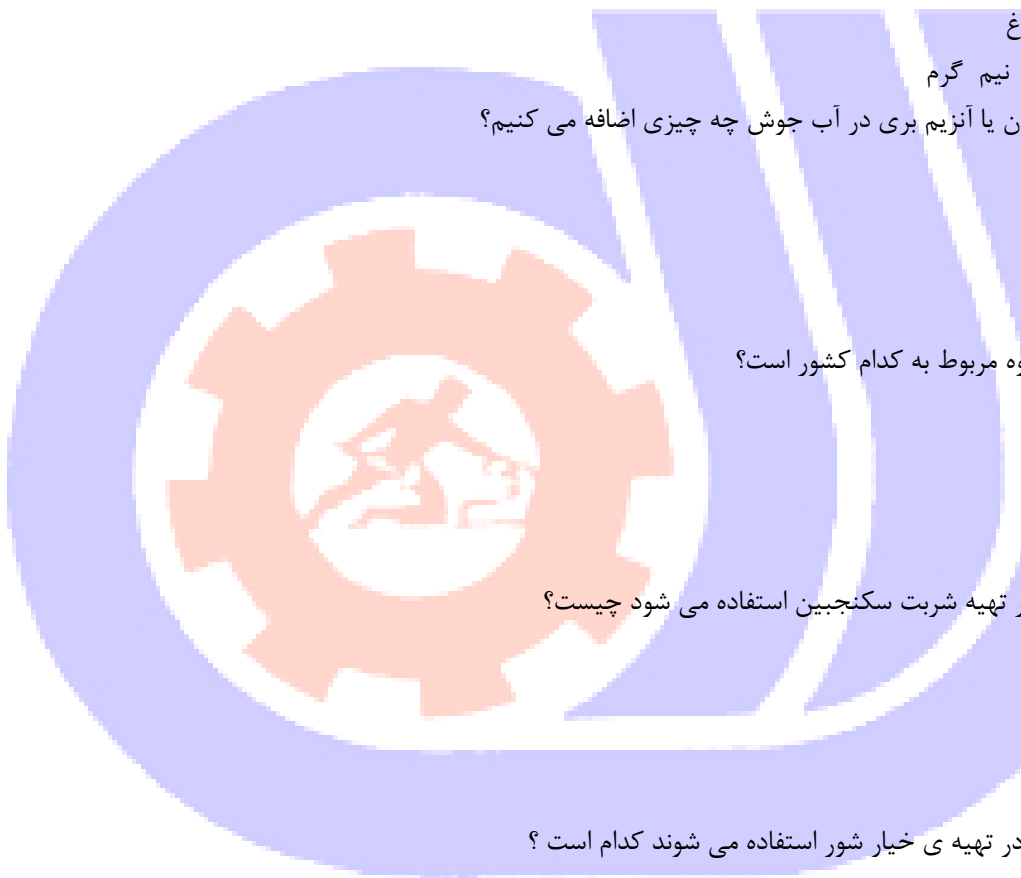 غ
نیم گرم
ن یا آنزیم بری در آب جوش چه چیزی اضافه می کنیم؟
وه مربوط به کدام کشور است؟
ر تهیه شربت سکنجبین استفاده می شود چیست؟
در تهیه ی خیار شور استفاده می شوند کدام است ؟